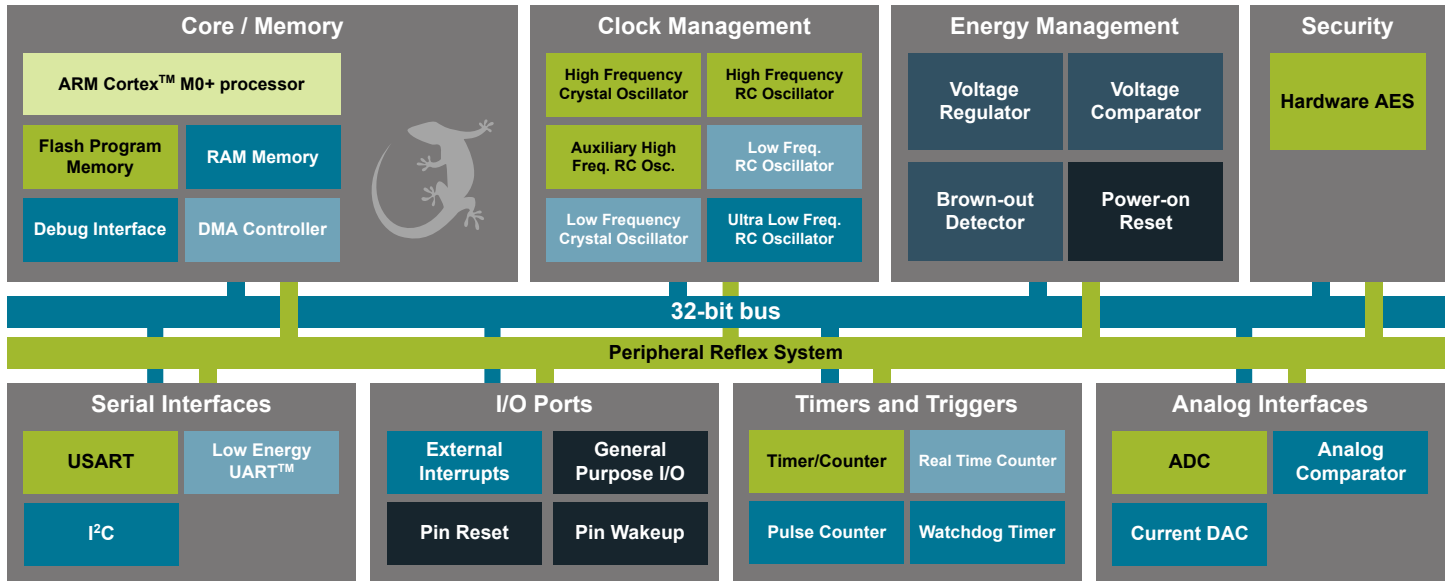 Core / Memory
ARM Cortex™ M0+ processor
Flash Program
Memory
RAM Memory
Debug Interface
DMA Controller
Clock Management
High Frequency
Crystal Oscillator
High Frequency
RC Oscillator
Auxiliary High
Freq. RC Osc.
Low Freq.
RC Oscillator
Low Frequency
Crystal Oscillator
Ultra Low Freq.
RC Oscillator
Energy Management
Voltage
Regulator
Voltage
Comparator
Brown-out
Detector
Power-on
Reset
Security
Hardware AES
32-bit bus
Peripheral Reflex System
Serial Interfaces
USART
Low Energy
UART™
I²C
I/O Ports
External
Interrupts
General
Purpose I/O
Pin Reset
Pin Wakeup
Timers and Triggers
Timer/Counter
Real Time Counter
Pulse Counter
Watchdog Timer
Analog Interfaces
ADC
Analog
Comparator
Current DAC